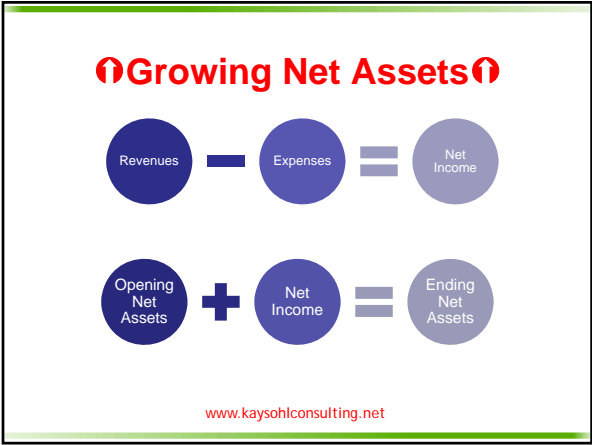 Growing Net Assets
Revenues
Expenses
Net
Income
Opening
Net
Assets
Net
Income
Ending
Net
Assets
www.kaysohlconsulting.net